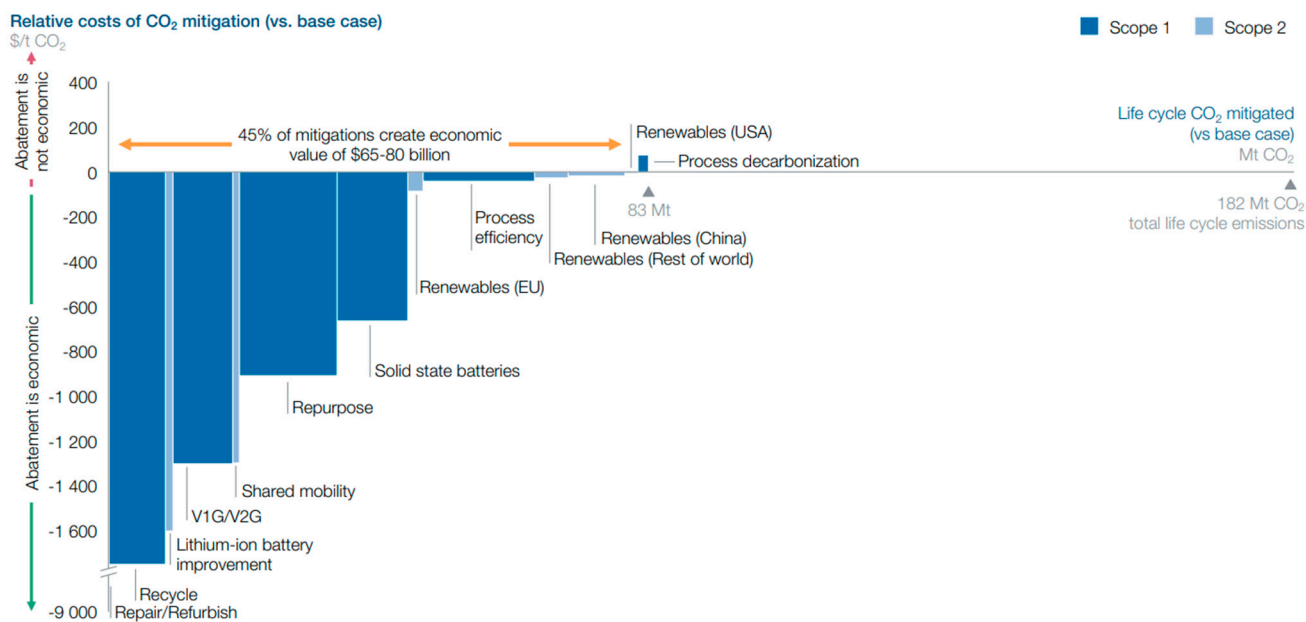 Relative costs of CO₂ mitigation (vs. base case)
$/t CO₂
Scope 1
Scope 2
Abatement is
not economic
Abatement is economic
400
200
0
-200
-400
-600
-800
-1 000
-1 200
-1 400
-1 600
-9 000
45% of mitigations create economic
value of $65-80 billion
Renewables (USA)
Process decarbonization
Life cycle CO₂ mitigated
(vs base case)
Mt CO₂
83 Mt
182 Mt CO₂
total life cycle emissions
Process
efficiency
Renewables (China)
Renewables (Rest of world)
Renewables (EU)
Solid state batteries
Repurpose
Shared mobility
V1G/V2G
Lithium-ion battery
improvement
Recycle
Repair/Refurbish